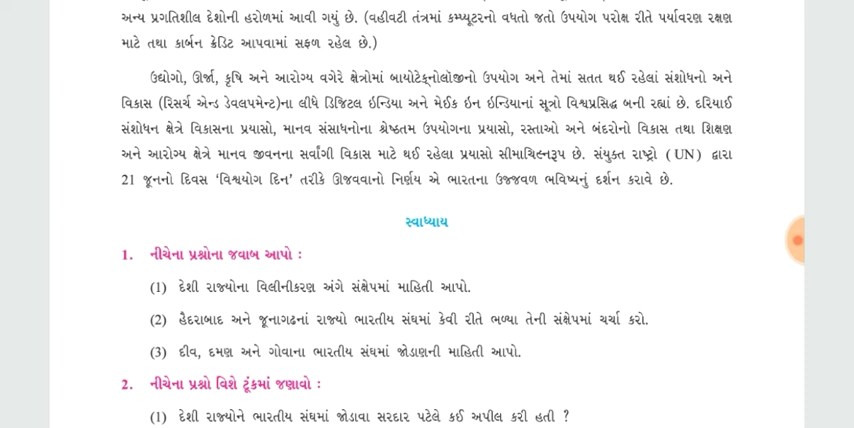 અન્ય પ્રગતિશીલ દેશોની હરોળમાં આવી ગયું છે. (વહીવટી તંત્રમાં કમ્પ્યૂટરનો વધતો જતો ઉપયોગ પરોક્ષ રીતે પર્યાવરણ રક્ષણ
માટે તથા કાર્બન ક્રેડિટ આપવામાં સફળ રહેલ છે.)
ઉદ્યોગો, ઊર્જા, કૃષિ અને આરોગ્ય વગેરે ક્ષેત્રોમાં બાયોટેક્નોલૉજીનો ઉપયોગ અને તેમાં સતત થઈ રહેલાં સંશોધનો અને
વિકાસ (રિસર્ચ એન્ડ ડેવલપમેન્ટ)ના લીધે ડિજિટલ ઇન્ડિયા અને મેઈક ઇન ઇન્ડિયાનાં સૂત્રો વિશ્વપ્રસિદ્ધ બની રહ્યાં છે. દરિયાઈ
સંશોધન ક્ષેત્રે વિકાસના પ્રયાસો, માનવ સંસાધનોના શ્રેષ્ઠતમ ઉપયોગના પ્રયાસો, રસ્તાઓ અને બંદરોનો વિકાસ તથા શિક્ષણ
અને આરોગ્ય ક્ષેત્રે માનવ જીવનના સર્વાંગી વિકાસ માટે થઈ રહેલા પ્રયાસો સીમાચિહ્નરૂપ છે. સંયુક્ત રાષ્ટ્રો (UN) દ્વારા
21 જૂનનો દિવસ ‘વિશ્વયોગ દિન’ તરીકે ઊજવવાનો નિર્ણય એ ભારતના ઉજ્જવળ ભવિષ્યનું દર્શન કરાવે છે.
સ્વાધ્યાય
1. નીચેના પ્રશ્નોના જવાબ આપો :
(1) દેશી રાજ્યોના વિલીનીકરણ અંગે સંક્ષેપમાં માહિતી આપો.
(2) હૈદરાબાદ અને જૂનાગઢનાં રાજ્યો ભારતીય સંઘમાં કેવી રીતે ભળ્યા તેની સંક્ષેપમાં ચર્ચા કરો.
(3) દીવ, દમણ અને ગોવાના ભારતીય સંઘમાં જોડાણની માહિતી આપો.
2. નીચેના પ્રશ્નો વિશે ટૂંકમાં જણાવો :
(1) દેશી રાજ્યોને ભારતીય સંઘમાં જોડાવા સરદાર પટેલે કઈ અપીલ કરી હતી ?